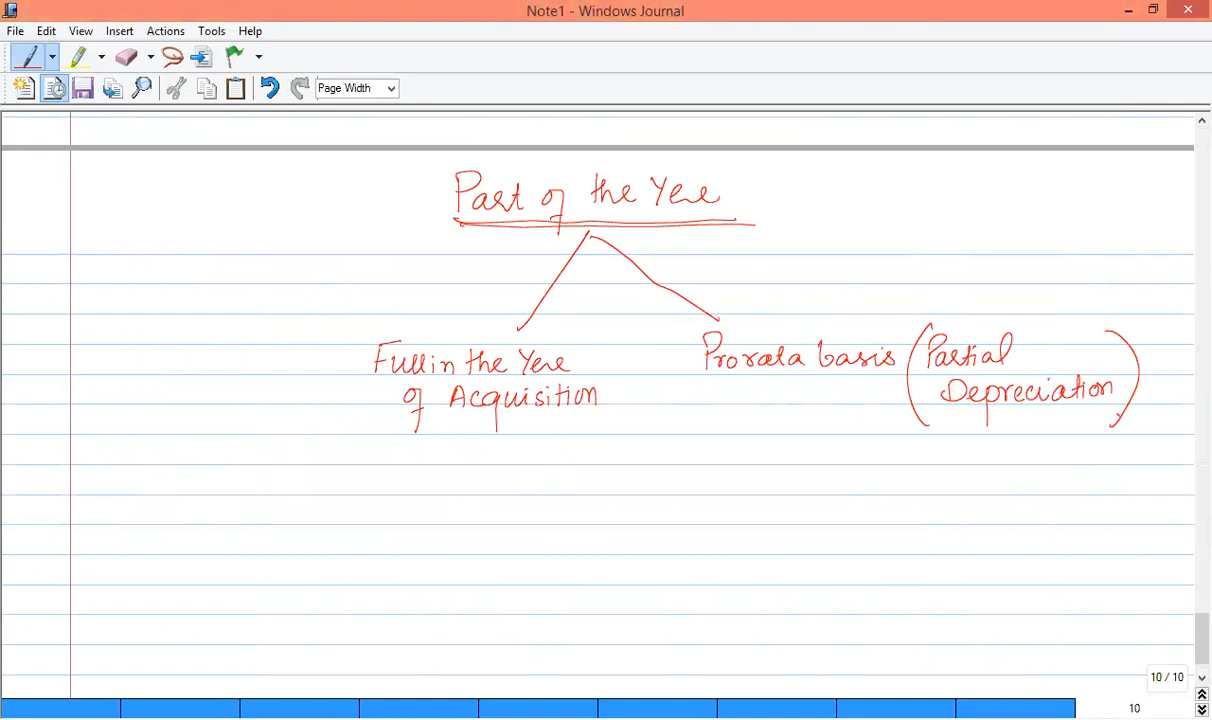 Note1 - Windows Journal
File Edit View Insert Actions Tools Help
Page Width
Part of the Yere
Full in the Yere
of Acquisition
Prorata basis (Partial
Depreciation)
10 / 10
10